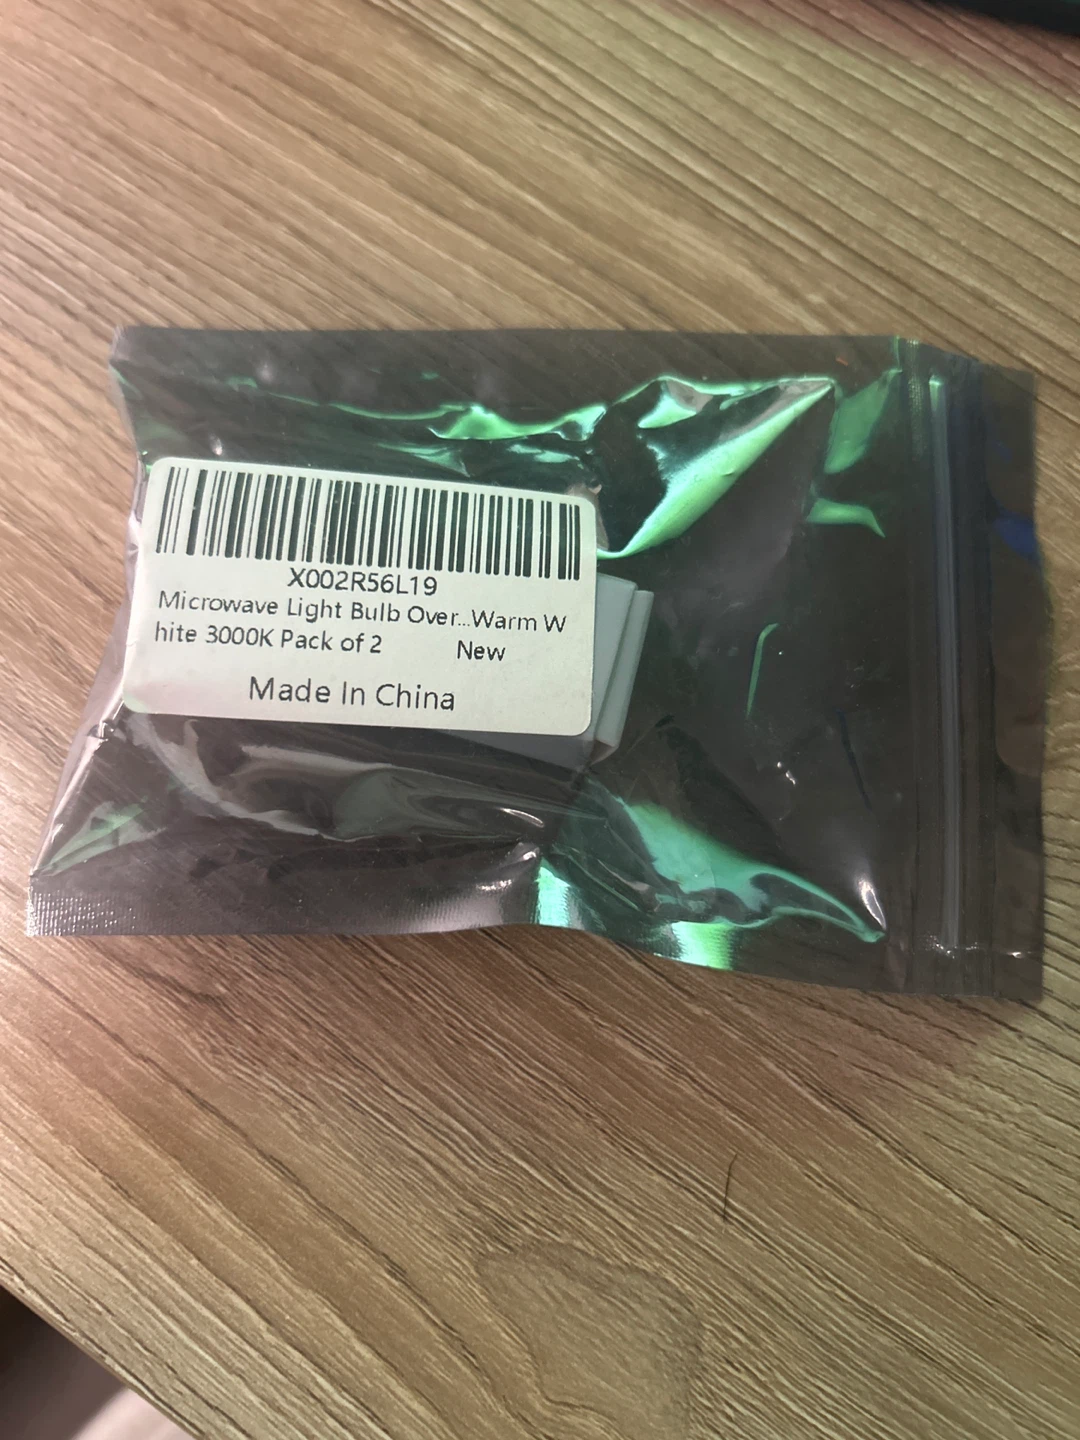 X002R56L19
Microwave Light Bulb Over...Warm W
hite 3000K Pack of 2 New
Made In China